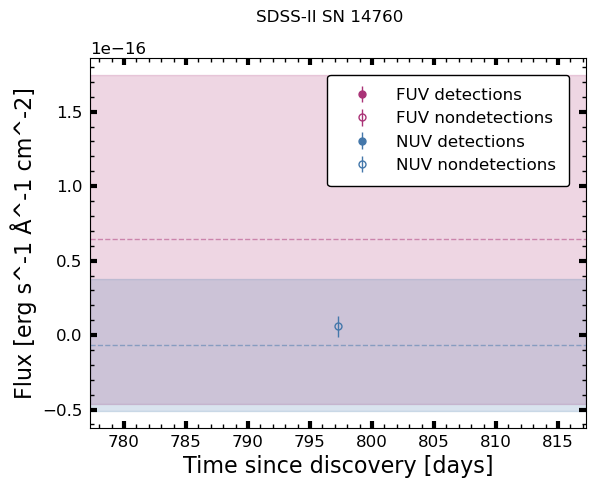 SDSS-II SN 14760
1e−16
FUV detections
FUV nondetections
NUV detections
NUV nondetections
1.5
1.0
0.5
0.0
−0.5
Flux [erg s^-1 Å^-1 cm^-2]
780 785 790 795 800 805 810 815
Time since discovery [days]